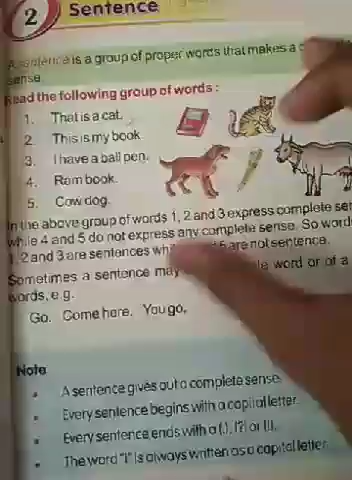 2 Sentence
A sentence is a group of proper words that makes a
sense.
Read the following group of words :
1. That is a cat.
2. This is my book
3. I have a ball pen.
4. Ram book.
5. Cow dog.
In the above group of words 1, 2 and 3 express complete
while 4 and 5 do not express any complete sense. So word
1, 2 and 3 are sentences 5 are not sentence.
Sometimes a sentence may word or of a
words, e.g.
Go. Come here. You go,
Note
• A sentence gives out a complete sense.
• Every sentence begins with a capital letter.
• Every sentence ends with a (.), (?) or (!).
• The word "I" is always written as a capital letter.